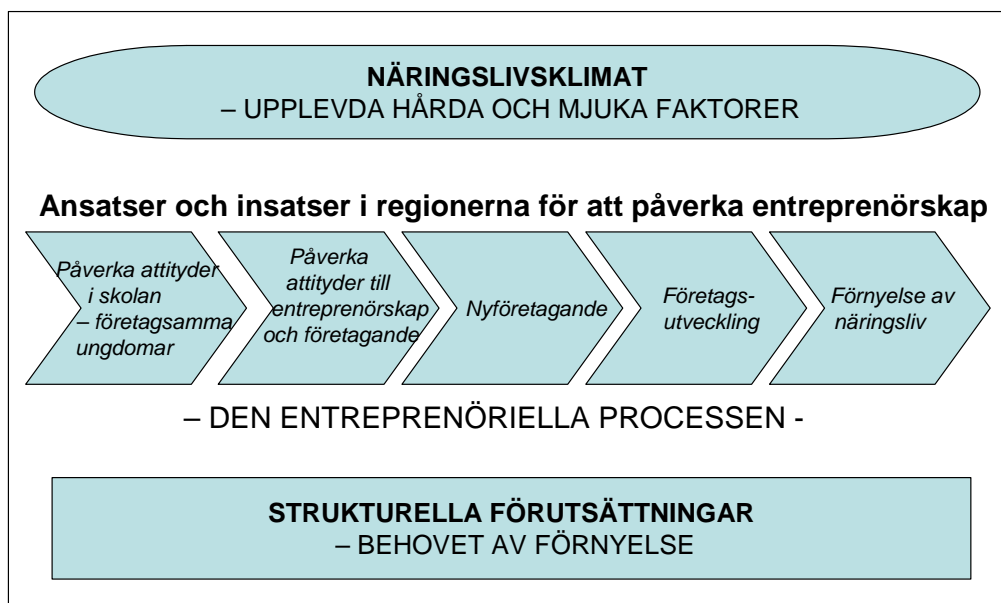 NÄRINGSLIVSKLIMAT
– UPPLEVDA HÅRDA OCH MJUKA FAKTORER
Ansatser och insatser i regionerna för att påverka entreprenörskap
Påverka attityder
i skolan
– företagsamma
ungdomar
Påverka
attityder till
entreprenörskap
och företagande
Nyföretagande
Företags-
utveckling
Förnyelse av
näringsliv
– DEN ENTREPRENÖRIELLA PROCESSEN -
STRUKTURELLA FÖRUTSÄTTNINGAR
– BEHOVET AV FÖRNYELSE